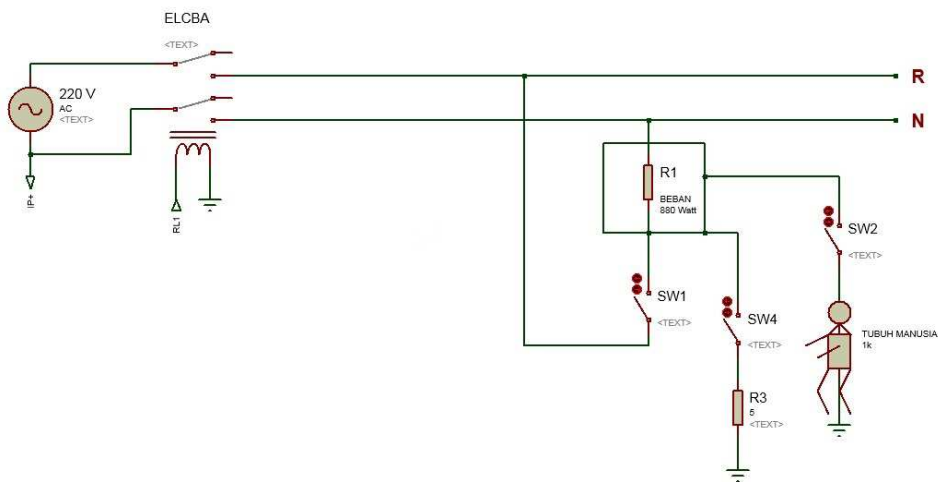 ELCBA
<TEXT>
220 V
AC
<TEXT>
R
N
IP+
RL1
R1
BEBAN
880 Watt
SW1
<TEXT>
SW4
<TEXT>
SW2
<TEXT>
TUBUH MANUSIA
1k
R3
5
<TEXT>